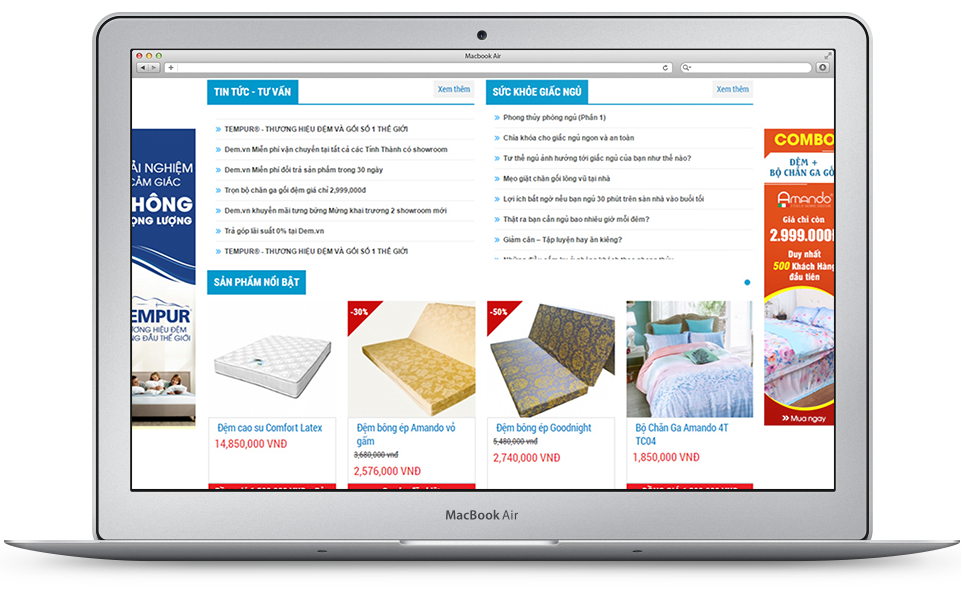 Macbook Air
TIN TỨC - TƯ VẤN
Xem thêm
TEMPUR® - THƯƠNG HIỆU ĐỆM VÀ GỐI SỐ 1 THẾ GIỚI
Dem.vn Miễn phí vận chuyển tại tất cả các Tỉnh Thành có showroom
Dem.vn Miễn phí đổi trả sản phẩm trong 30 ngày
Trọn bộ chăn ga gối đệm giá chỉ 2,999,000đ
Dem.vn khuyến mãi tưng bừng Mừng khai trương 2 showroom mới
Trả góp lãi suất 0% tại Dem.vn
TEMPUR® - THƯƠNG HIỆU ĐỆM VÀ GỐI SỐ 1 THẾ GIỚI
SỨC KHỎE GIẤC NGỦ
Xem thêm
Phong thủy phòng ngủ (Phần 1)
Chìa khóa cho giấc ngủ ngon và an toàn
Tư thế ngủ ảnh hưởng tới giấc ngủ của bạn như thế nào?
Mẹo giặt chăn gối lông vũ tại nhà
Lợi ích bất ngờ nếu bạn ngủ 30 phút trên sàn nhà vào buổi tối
Thật ra bạn cần ngủ bao nhiêu giờ mỗi đêm?
Giảm cân – Tập luyện hay ăn kiêng?
ẢI NGHIỆM
CẢM GIÁC
HÔNG
ỌNG LƯỢNG
EMPUR
ƠNG HIỆU ĐỆM
G ĐẦU THẾ GIỚI
COMBO
ĐỆM +
BỘ CHĂN GA GỐ
Amando
Giá chỉ còn
2.999.000
Duy nhất
500 Khách Hàng
đầu tiên
Mua ngay
SẢN PHẨM NỔI BẬT
-30%
-50%
Đệm cao su Comfort Latex
14,850,000 VNĐ
Đệm bông ép Amando vỏ
gấm
3,680,000 vnđ
2,576,000 VNĐ
Đệm bông ép Goodnight
5,480,000 vnđ
2,740,000 VNĐ
Bộ Chăn Ga Amando 4T
TC04
1,850,000 VNĐ
MacBook Air